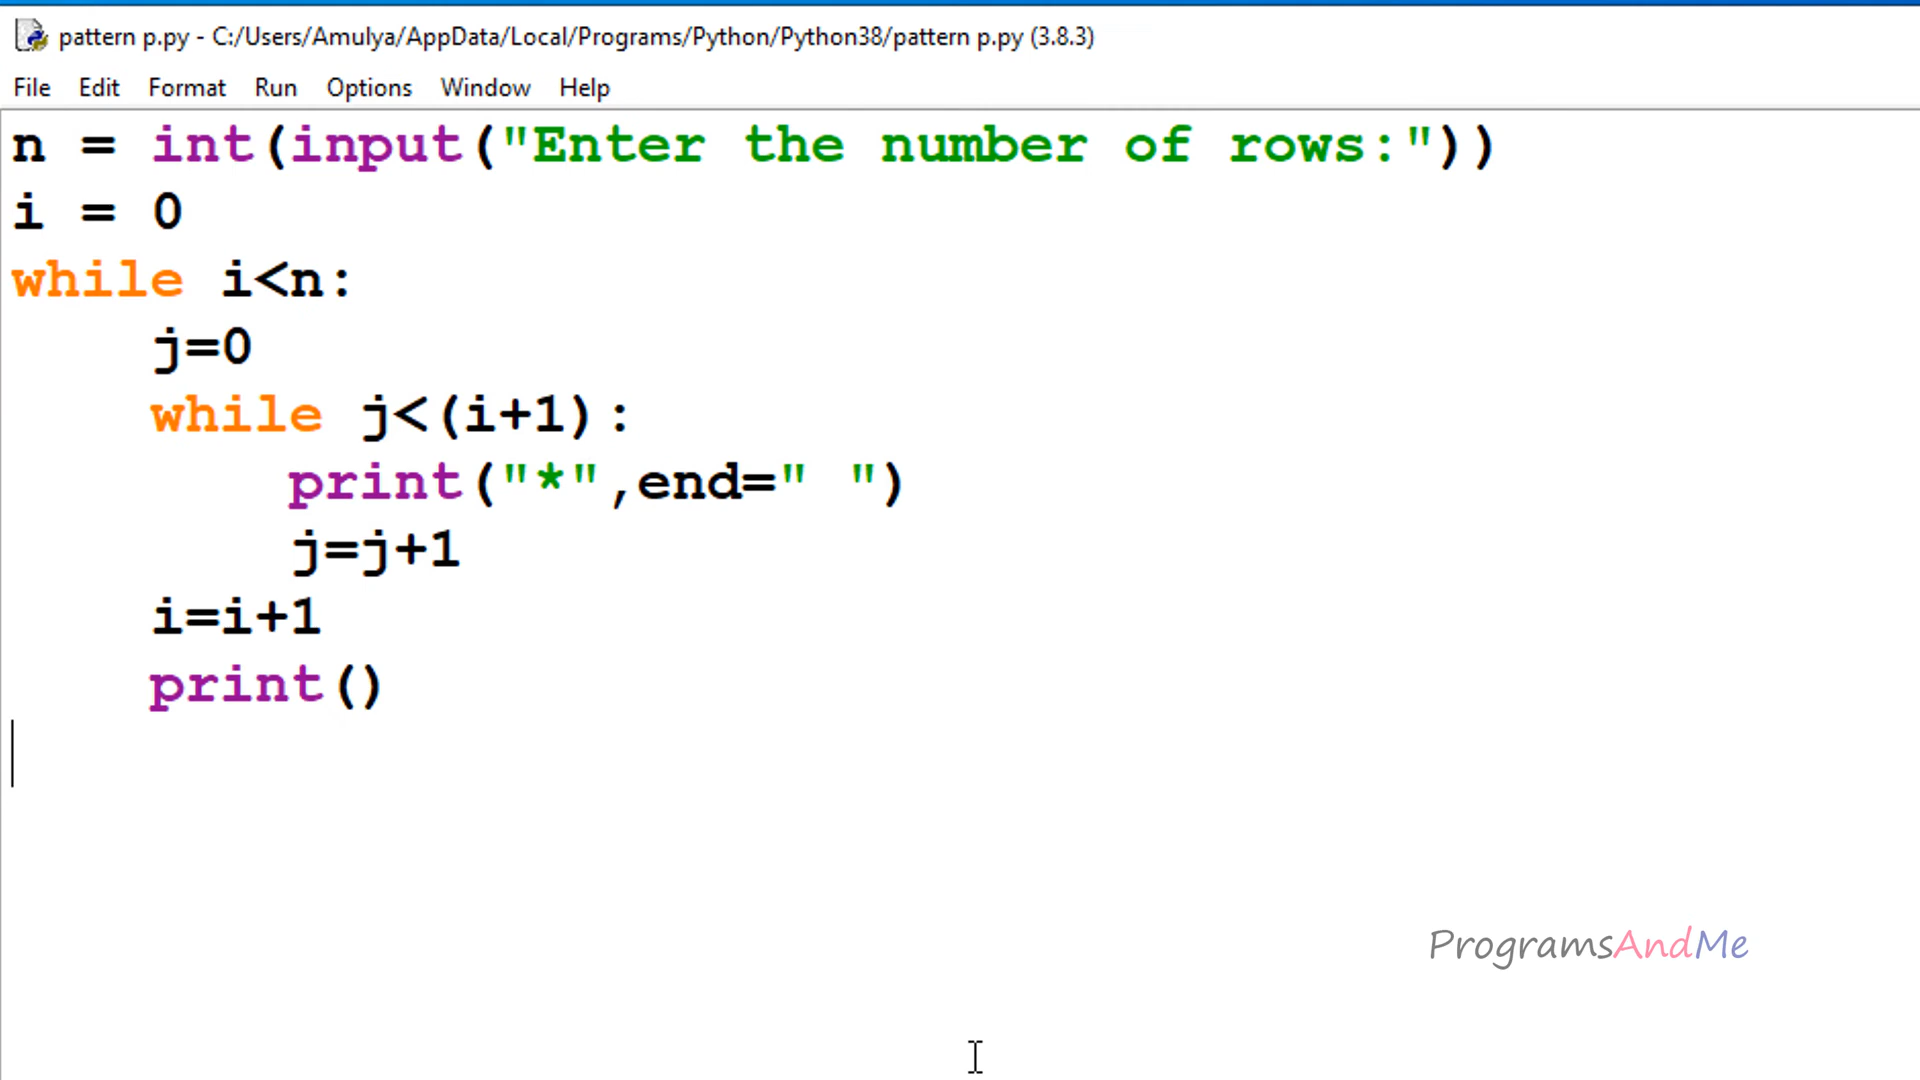 pattern p.py - C:/Users/Amulya/AppData/Local/Programs/Python/Python38/pattern p.py (3.8.3)
File Edit Format Run Options Window Help
n = int(input("Enter the number of rows:"))
i = 0
while i<n:
    j=0
    while j<(i+1):
        print("*",end=" ")
        j=j+1
    i=i+1
    print()
ProgramsAndMe